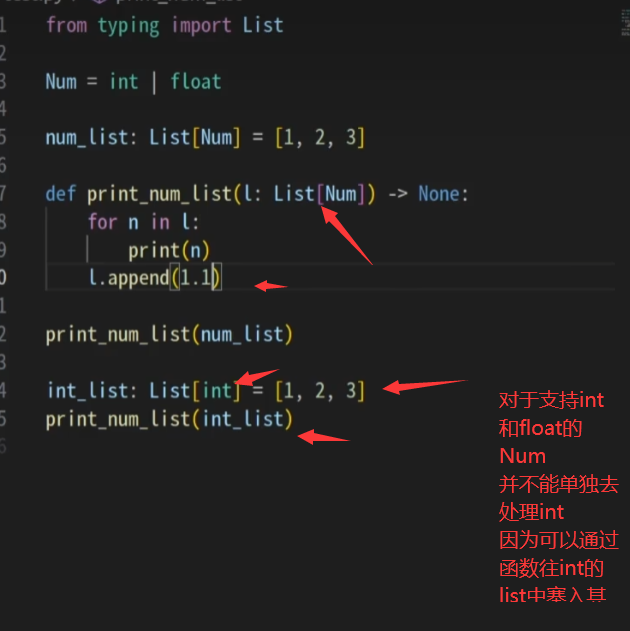 1 from typing import List
2
3 Num = int | float
4
5 num_list: List[Num] = [1, 2, 3]
6
7 def print_num_list(l: List[Num]) -> None:
8 for n in l:
9 print(n)
0 l.append(1.1)
1
2 print_num_list(num_list)
3
4 int_list: List[int] = [1, 2, 3]
5 print_num_list(int_list)
6
对于支持int
和float的
Num
并不能单独去
处理int
因为可以通过
函数往int的
list中塞入其